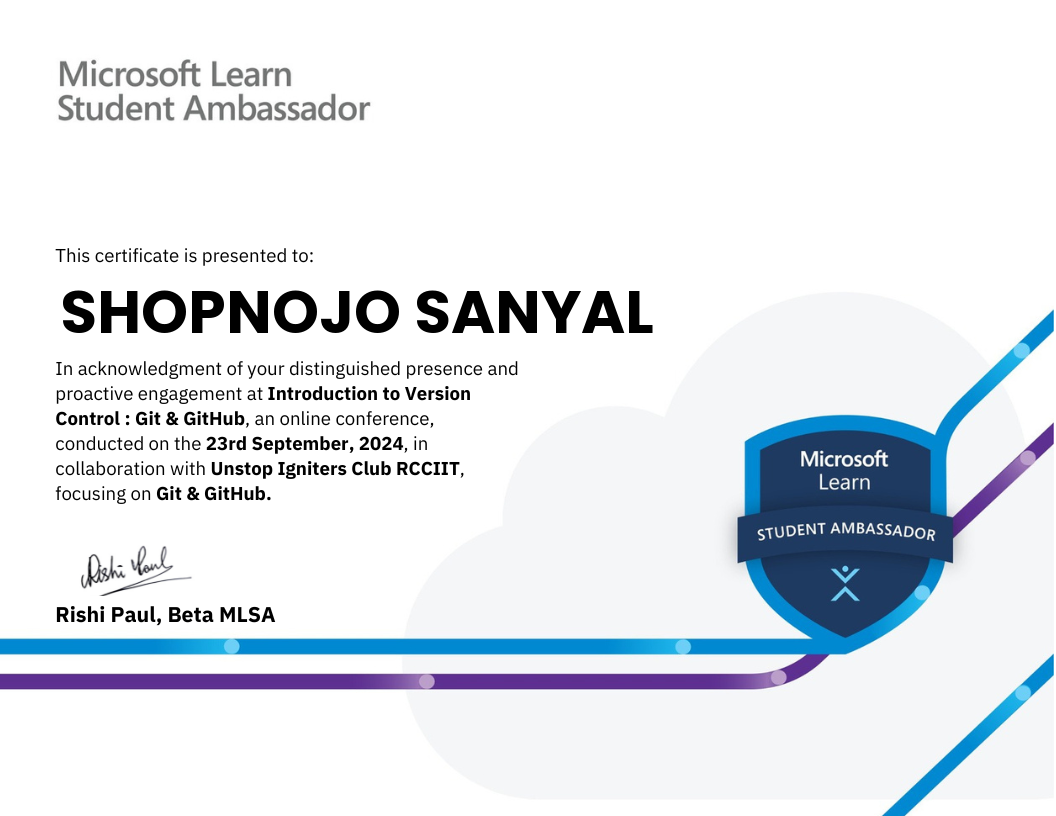 Microsoft Learn
Student Ambassador
This certificate is presented to:
SHOPNOJO SANYAL
In acknowledgment of your distinguished presence and
proactive engagement at Introduction to Version
Control : Git & GitHub, an online conference,
conducted on the 23rd September, 2024, in
collaboration with Unstop Igniters Club RCCIIT,
focusing on Git & GitHub.
Rishi Paul
Rishi Paul, Beta MLSA
Microsoft
Learn
STUDENT AMBASSADOR